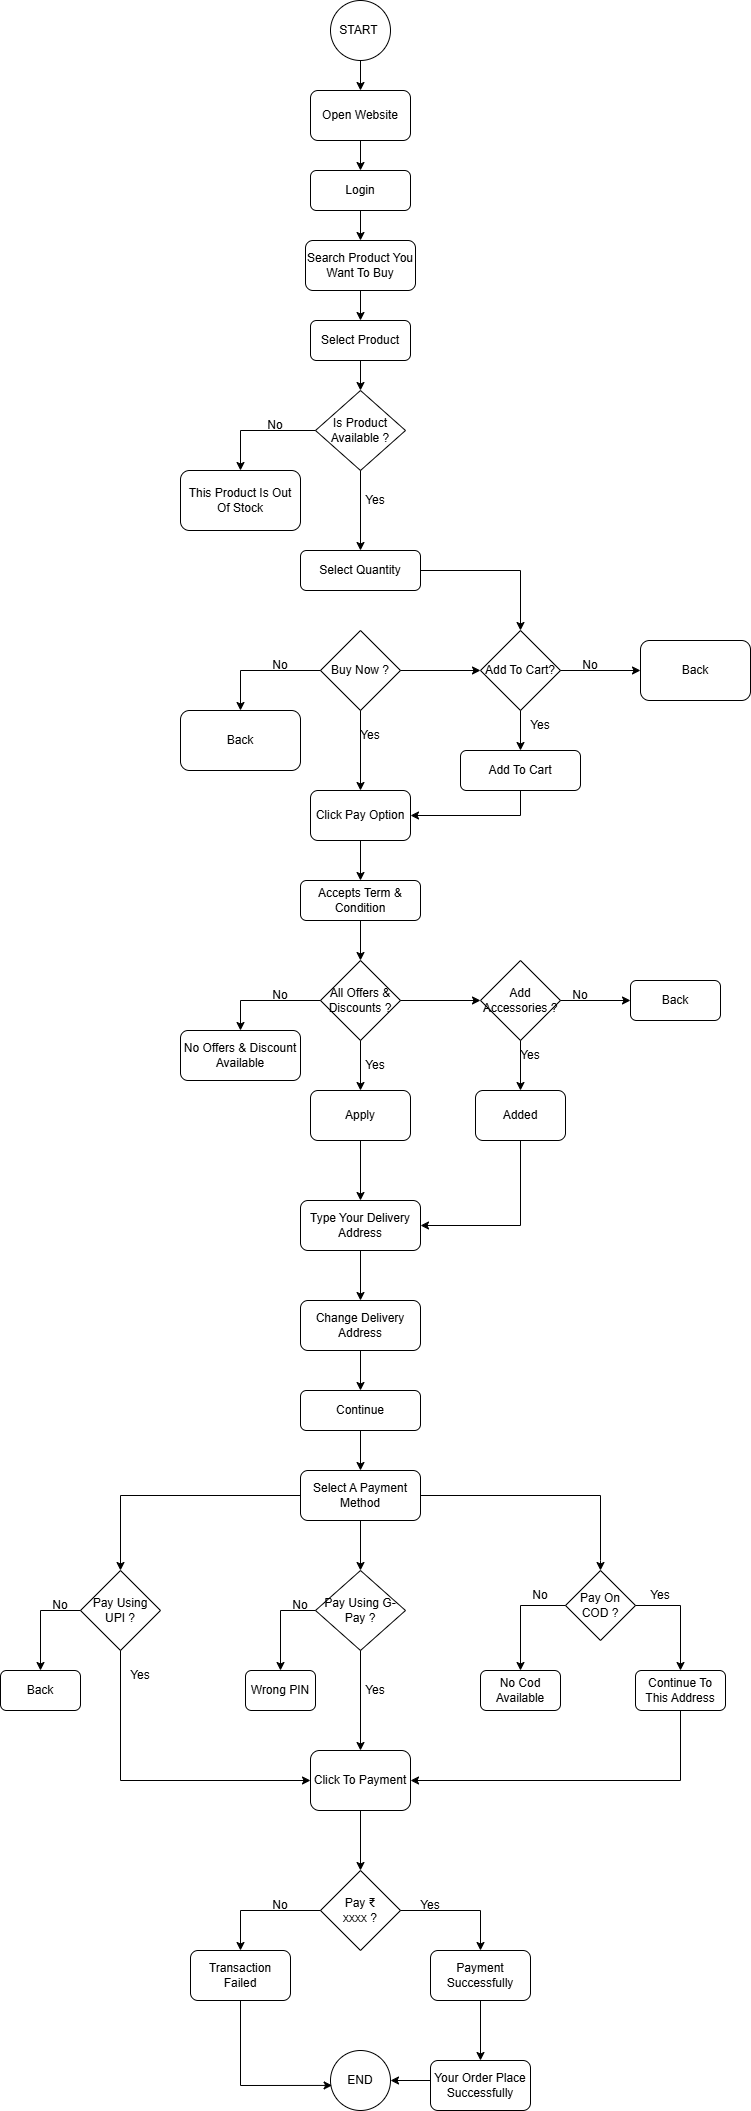 START
Open Website
Login
Search Product You
Want To Buy
Select Product
Is Product
Available ?
No
This Product Is Out
Of Stock
Yes
Select Quantity
No
Buy Now ?
Add To Cart?
No
Back
Back
Yes
Yes
Add To Cart
Click Pay Option
Accepts Term &
Condition
No
All Offers &
Discounts ?
Add
Accessories ?
No
Back
No Offers & Discount
Available
Yes
Yes
Apply
Added
Type Your Delivery
Address
Change Delivery
Address
Continue
Select A Payment
Method
No
Pay Using
UPI ?
No
Pay Using G-
Pay ?
No
Pay On
COD ?
Yes
Back
Yes
Wrong PIN
Yes
No Cod
Available
Continue To
This Address
Click To Payment
No
Pay ₹
xxxx ?
Yes
Transaction
Failed
Payment
Successfully
END
Your Order Place
Successfully